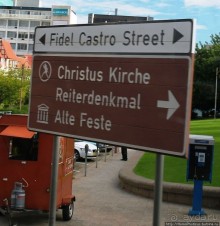 Fidel Castro Street
Christus Kirche
Reiterdenkmal
Alte Feste